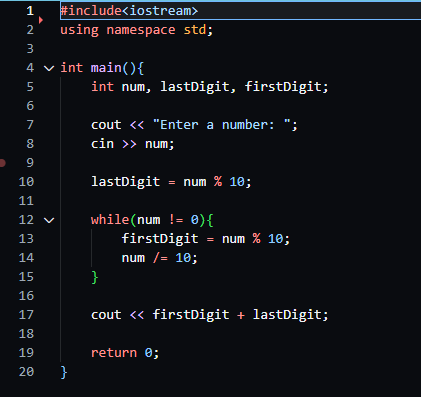 1 #include<iostream>
2 using namespace std;
3
4 int main(){
5     int num, lastDigit, firstDigit;
6
7     cout << "Enter a number: ";
8     cin >> num;
9
10     lastDigit = num % 10;
11
12     while(num != 0){
13         firstDigit = num % 10;
14         num /= 10;
15     }
16
17     cout << firstDigit + lastDigit;
18
19     return 0;
20 }